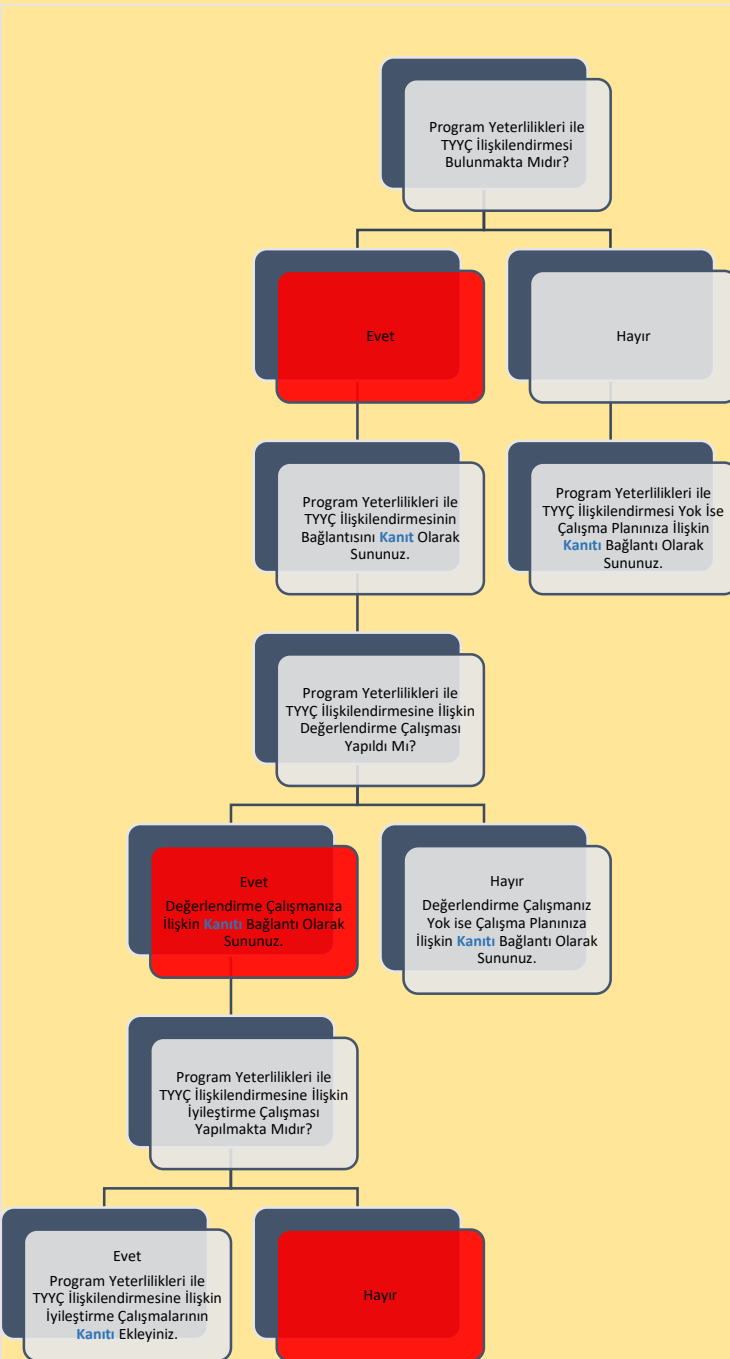 Program Yeterlilikleri ile
TYYÇ İlişkilendirmesi
Bulunmakta Mıdır?
Evet
Hayır
Program Yeterlilikleri ile
TYYÇ İlişkilendirmesinin
Bağlantısını Kanıt Olarak
Sununuz.
Program Yeterlilikleri ile
TYYÇ İlişkilendirmesi Yok İse
Çalışma Planınıza İlişkin
Kanıtı Bağlantı Olarak
Sununuz.
Program Yeterlilikleri ile
TYYÇ İlişkilendirmesine İlişkin
Değerlendirme Çalışması
Yapıldı Mı?
Evet
Değerlendirme Çalışmanıza
İlişkin Kanıtı Bağlantı Olarak
Sununuz.
Hayır
Değerlendirme Çalışmanız
Yok ise Çalışma Planınıza
İlişkin Kanıtı Bağlantı Olarak
Sununuz.
Program Yeterlilikleri ile
TYYÇ İlişkilendirmesine İlişkin
İyileştirme Çalışması
Yapılmakta Mıdır?
Evet
Program Yeterlilikleri ile
TYYÇ İlişkilendirmesine İlişkin
İyileştirme Çalışmalarının
Kanıtı Ekleyiniz.
Hayır